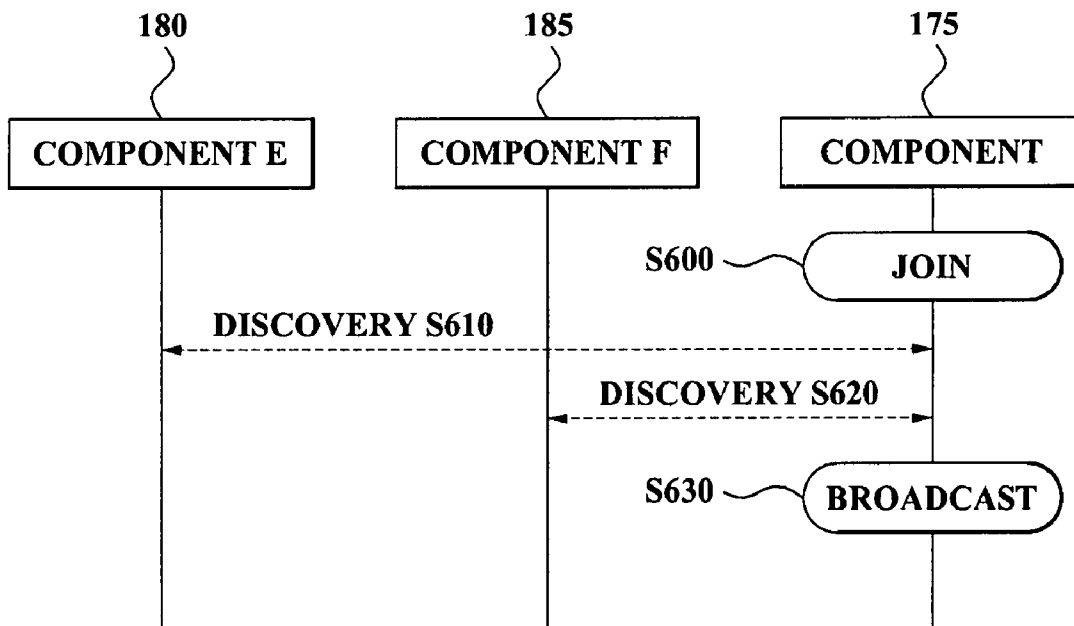 180
185
175
COMPONENT E
COMPONENT F
COMPONENT
S600
JOIN
DISCOVERY S610
DISCOVERY S620
S630
BROADCAST